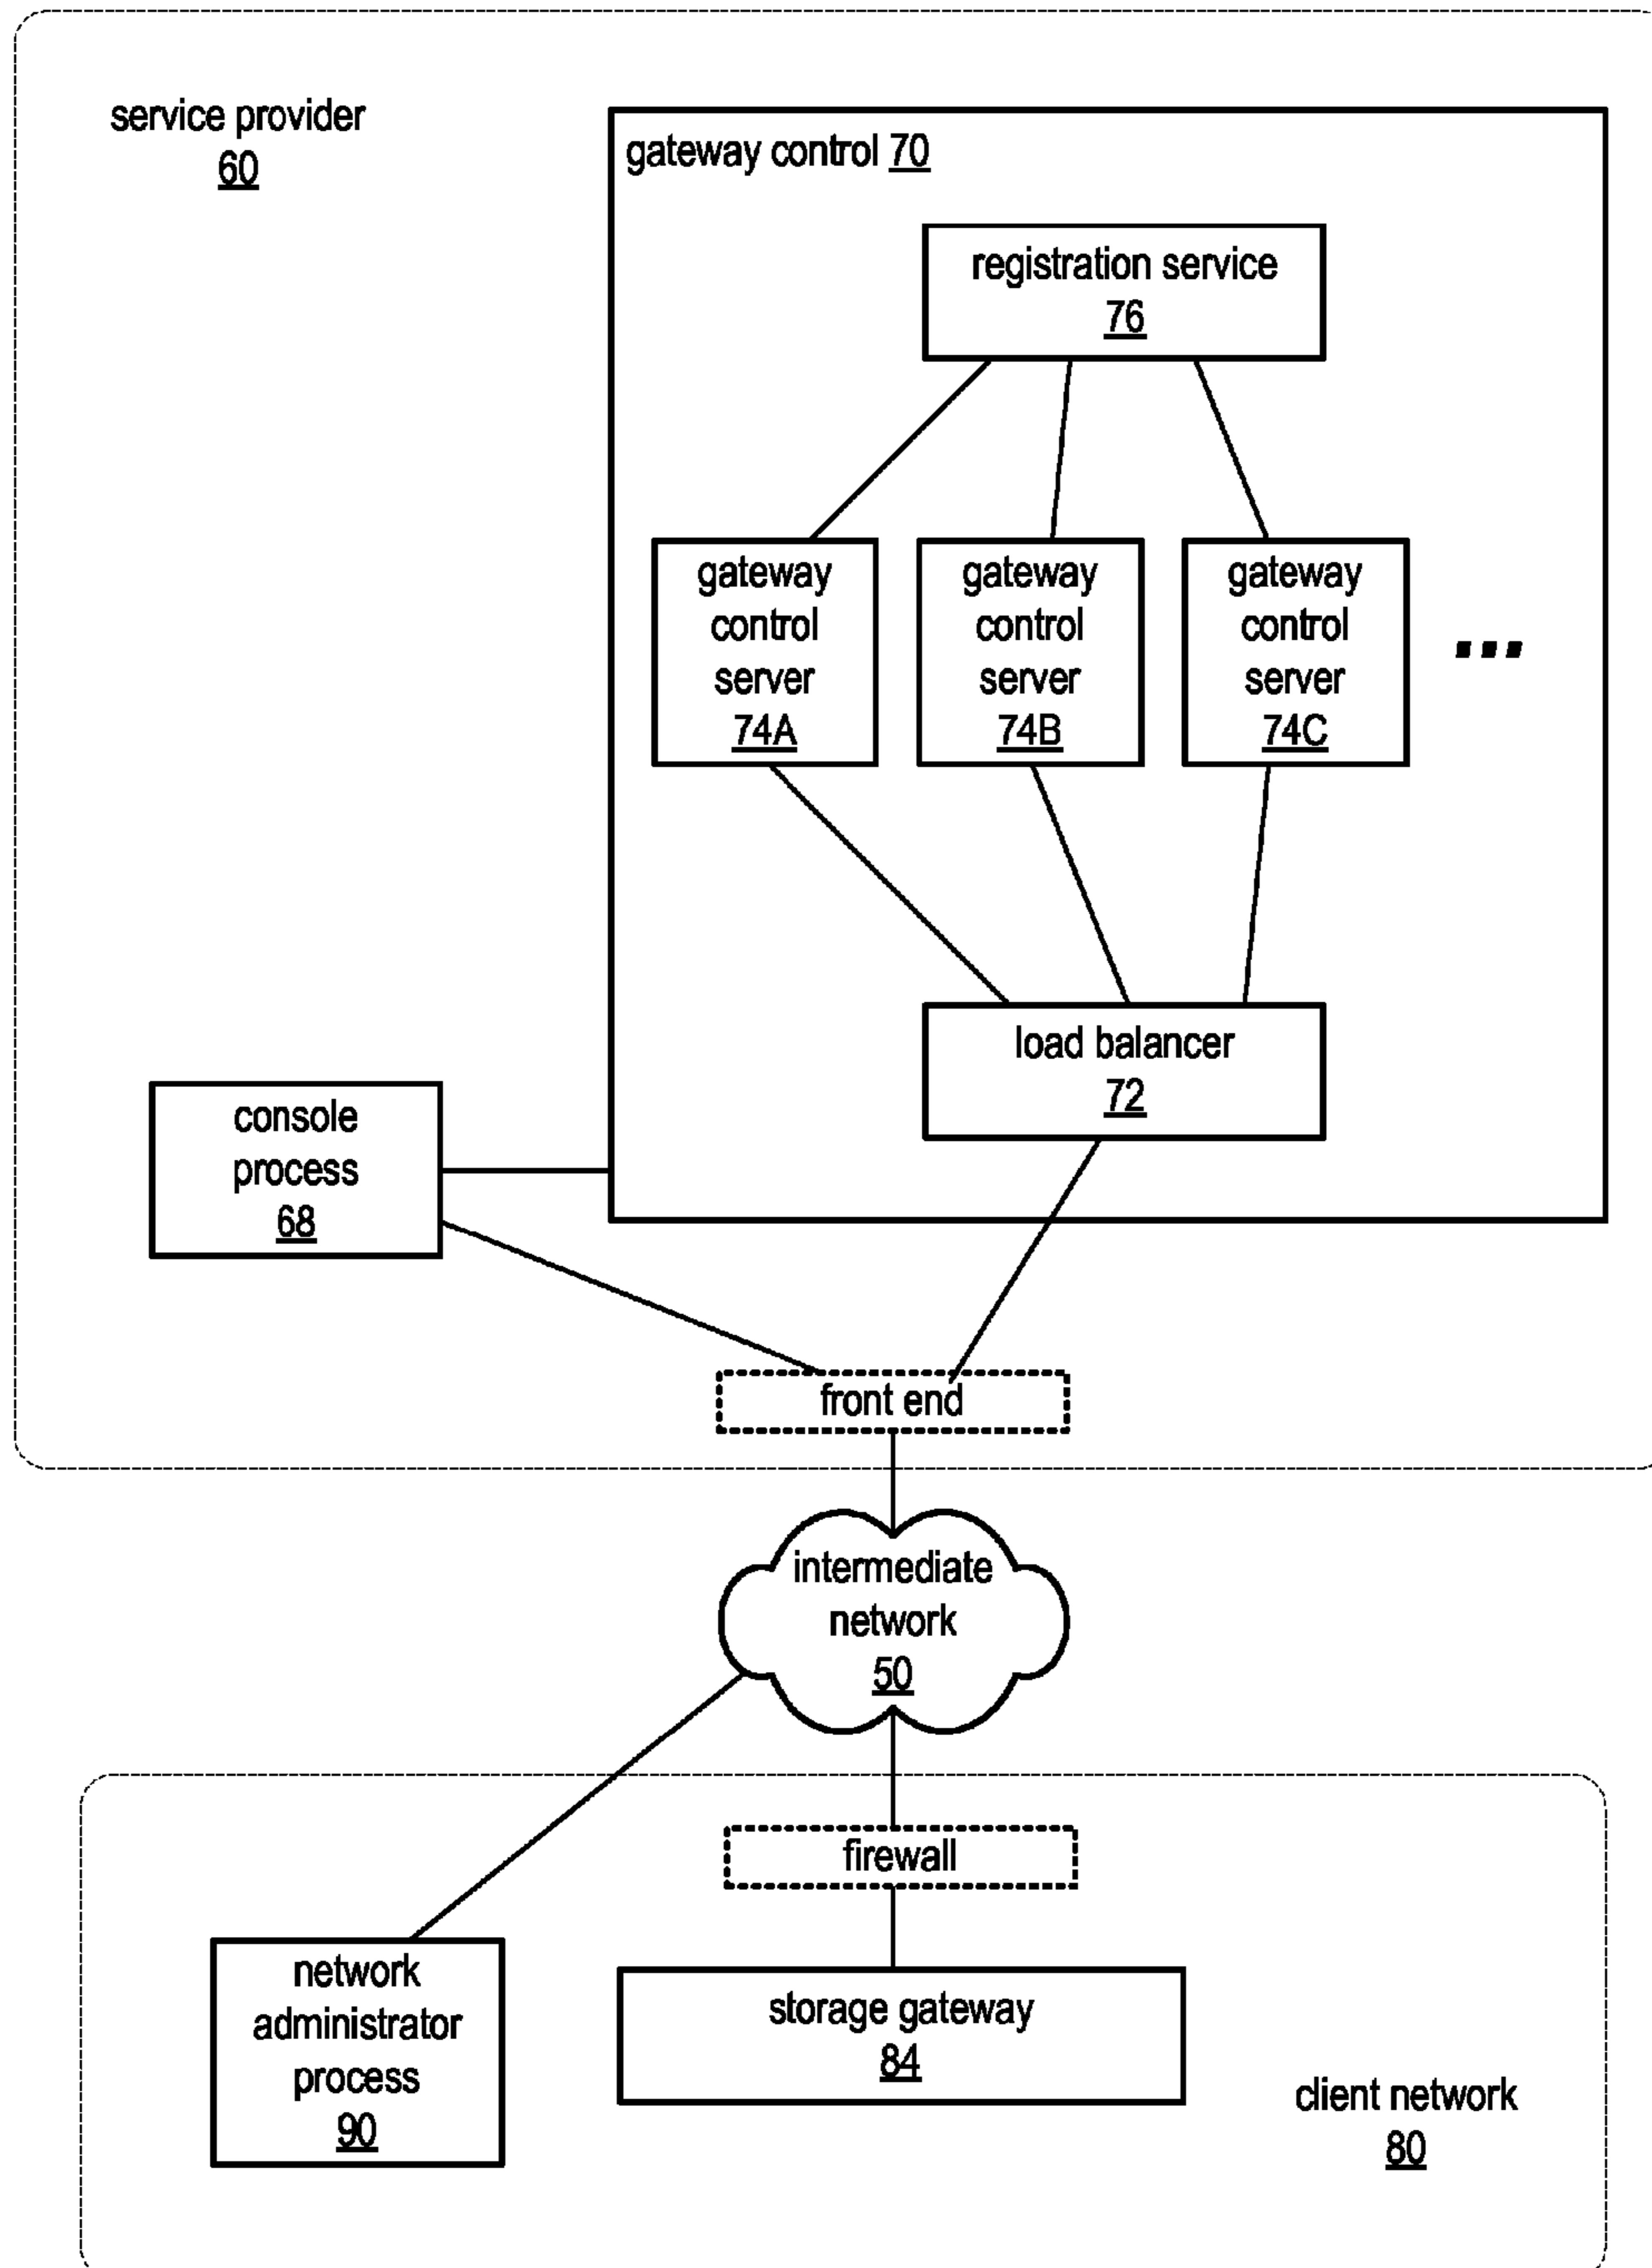 service provider
60
gateway control 70
registration service
76
gateway
control
server
74A
gateway
control
server
74B
gateway
control
server
74C
...
load balancer
72
console
process
68
front end
intermediate
network
50
firewall
network
administrator
process
90
storage gateway
84
client network
80